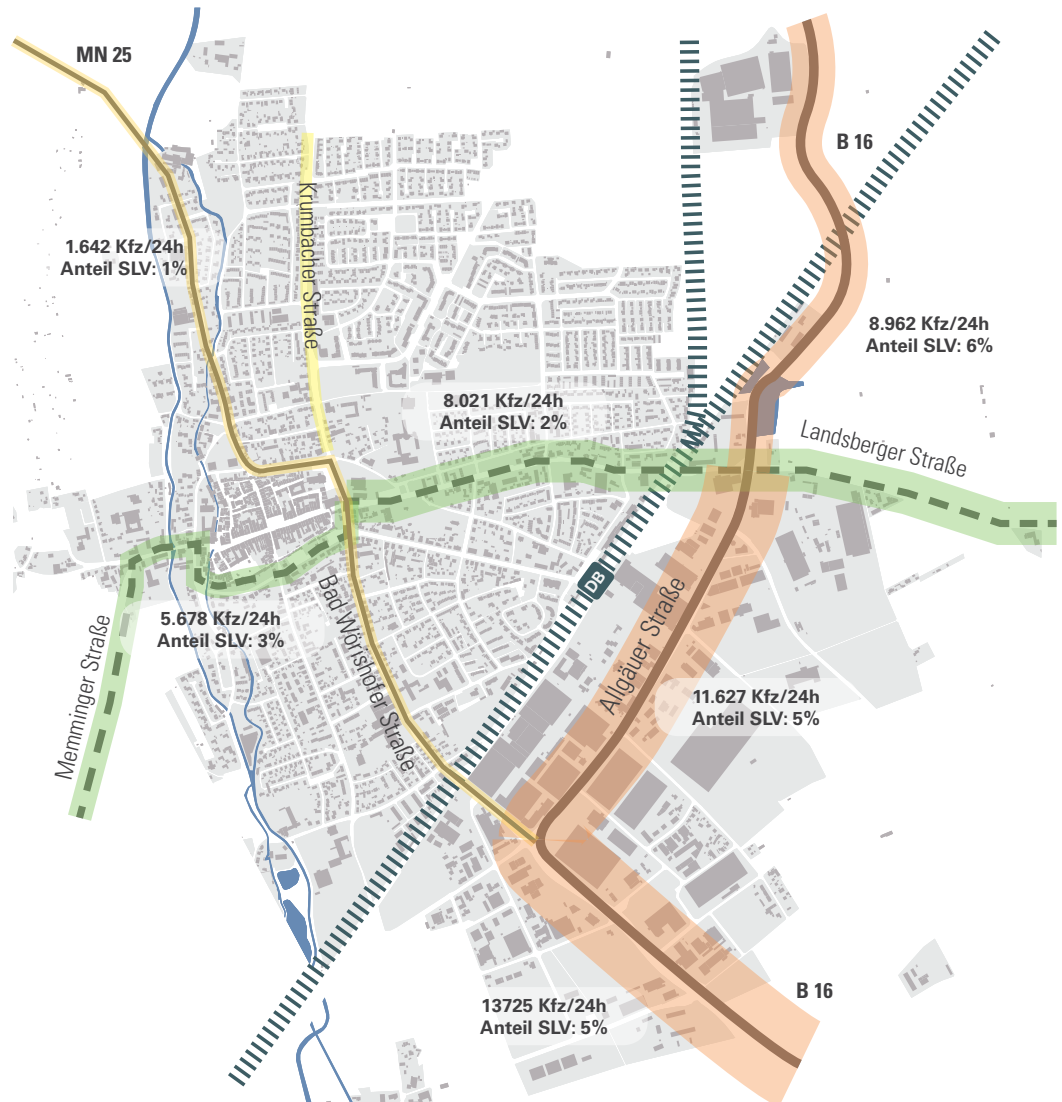 MN 25
B 16
Krumbacher Straße
1.642 Kfz/24h
Anteil SLV: 1%
8.962 Kfz/24h
Anteil SLV: 6%
8.021 Kfz/24h
Anteil SLV: 2%
Landsberger Straße
DB
5.678 Kfz/24h
Anteil SLV: 3%
Bad Wörishofer Straße
Allgäuer Straße
Memminger Straße
11.627 Kfz/24h
Anteil SLV: 5%
B 16
13725 Kfz/24h
Anteil SLV: 5%